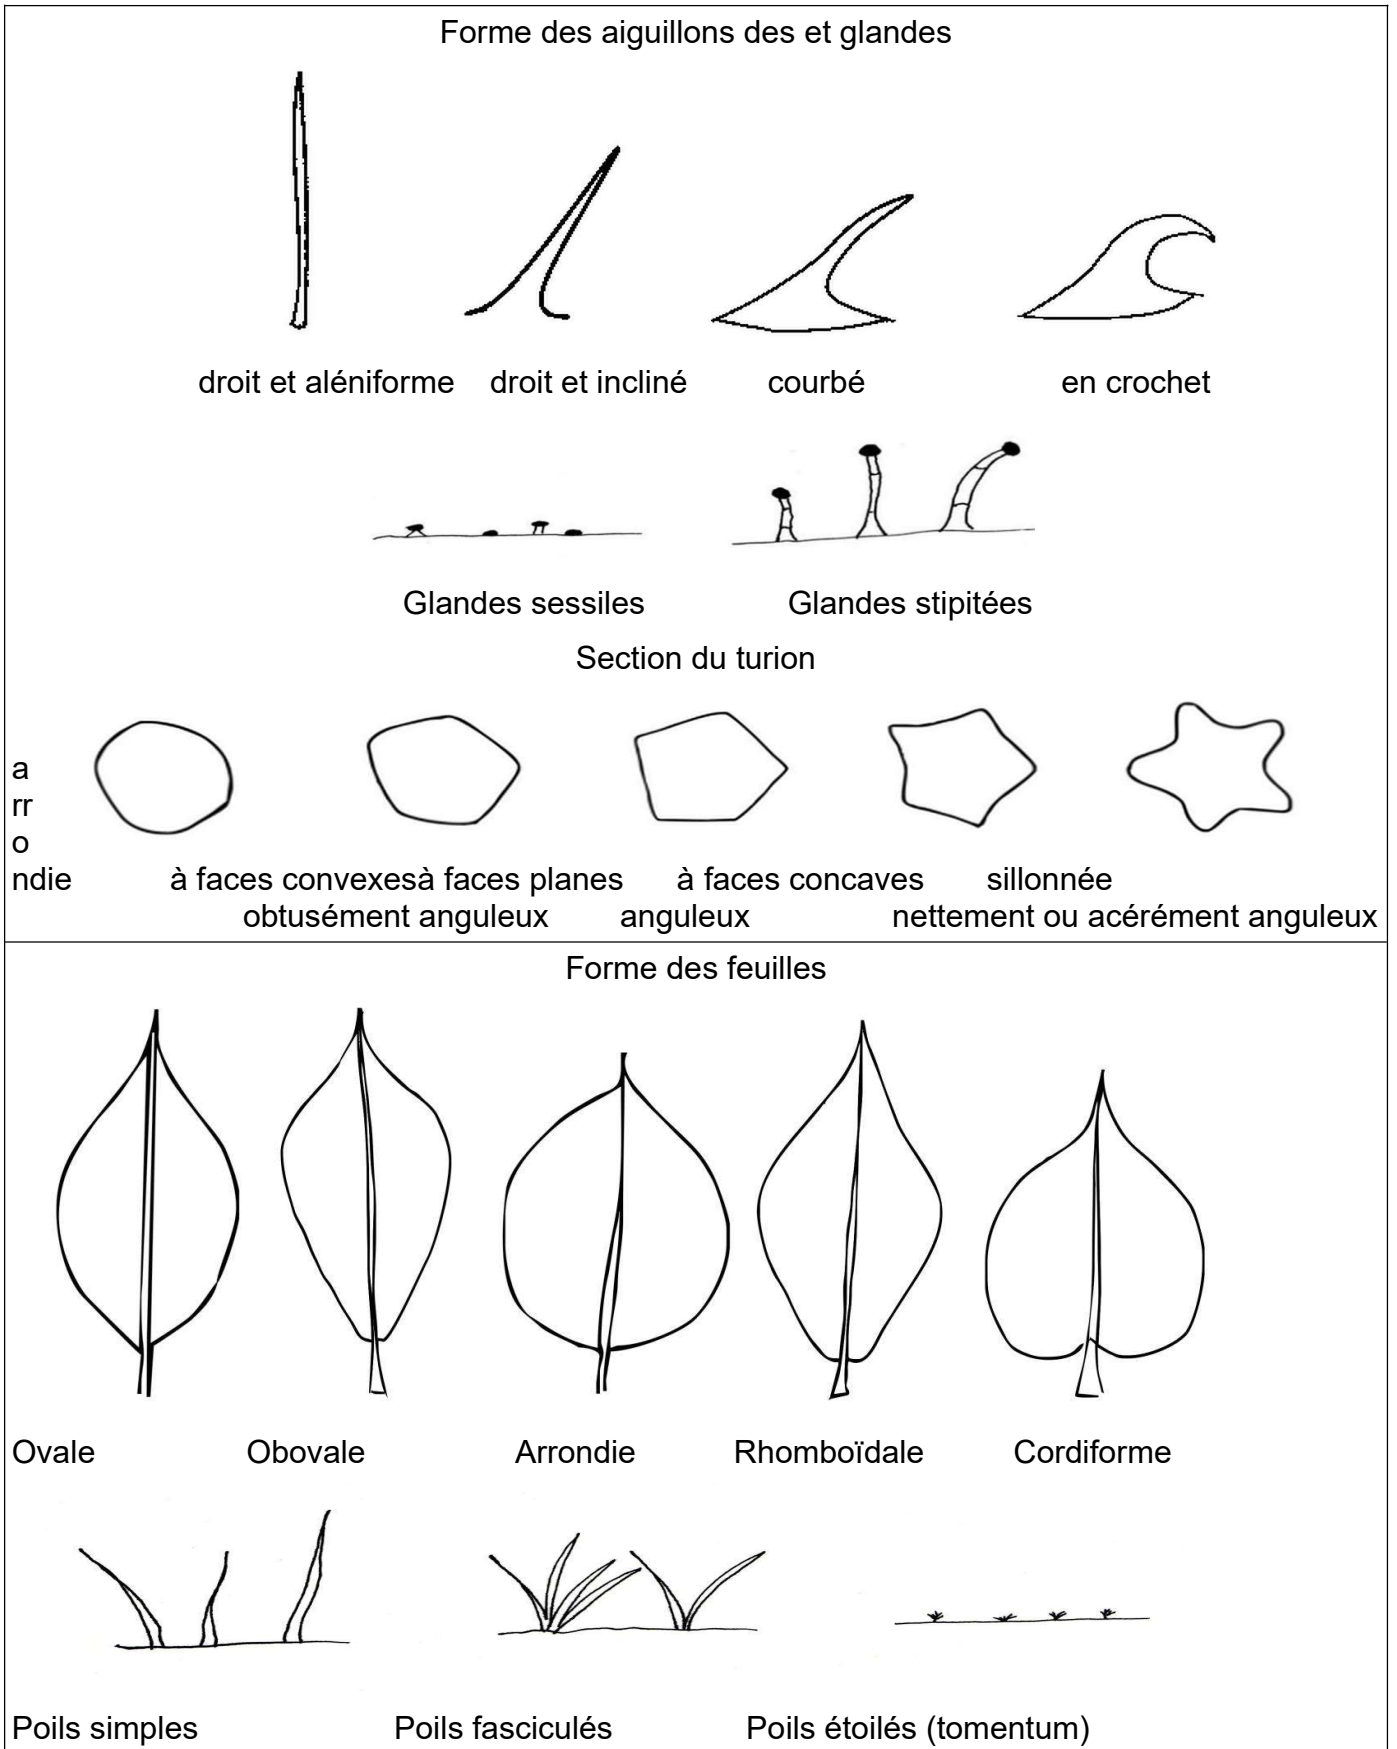 Forme des aiguillons des et glandes
droit et aléniforme droit et incliné courbé en crochet
Glandes sessiles Glandes stipitées
Section du turion
a
rr
o
ndie à faces convexesà faces planes à faces concaves sillonnée
obtusément anguleux anguleux nettement ou acérément anguleux
Forme des feuilles
Ovale Obovale Arrondie Rhomboïdale Cordiforme
Poils simples Poils fasciculés Poils étoilés (tomentum)